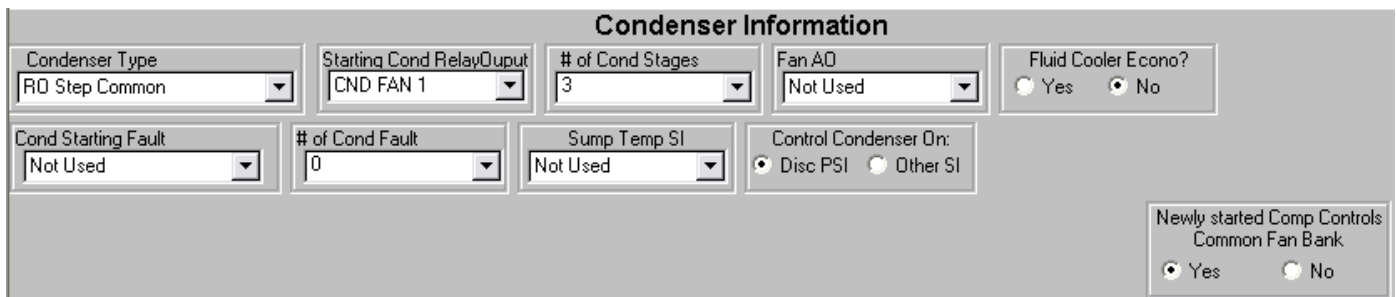 Condenser Information
Condenser Type
RO Step Common
Starting Cond RelayOuput
CND FAN 1
# of Cond Stages
3
Fan AO
Not Used
Fluid Cooler Econo?
Yes No
Cond Starting Fault
Not Used
# of Cond Fault
0
Sump Temp SI
Not Used
Control Condenser On:
Disc PSI Other SI
Newly started Comp Controls
Common Fan Bank
Yes No